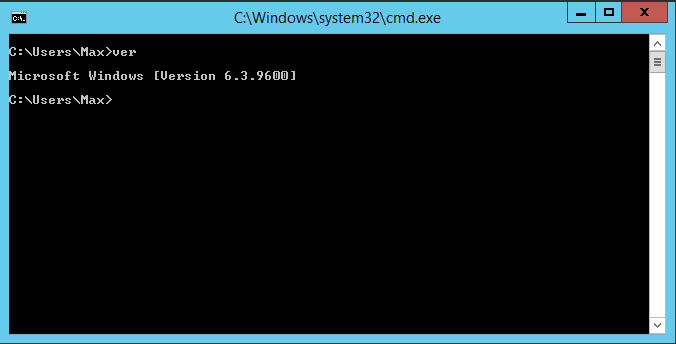 C:\Windows\system32\cmd.exe
C:\Users\Max>ver
Microsoft Windows [Version 6.3.9600]
C:\Users\Max>